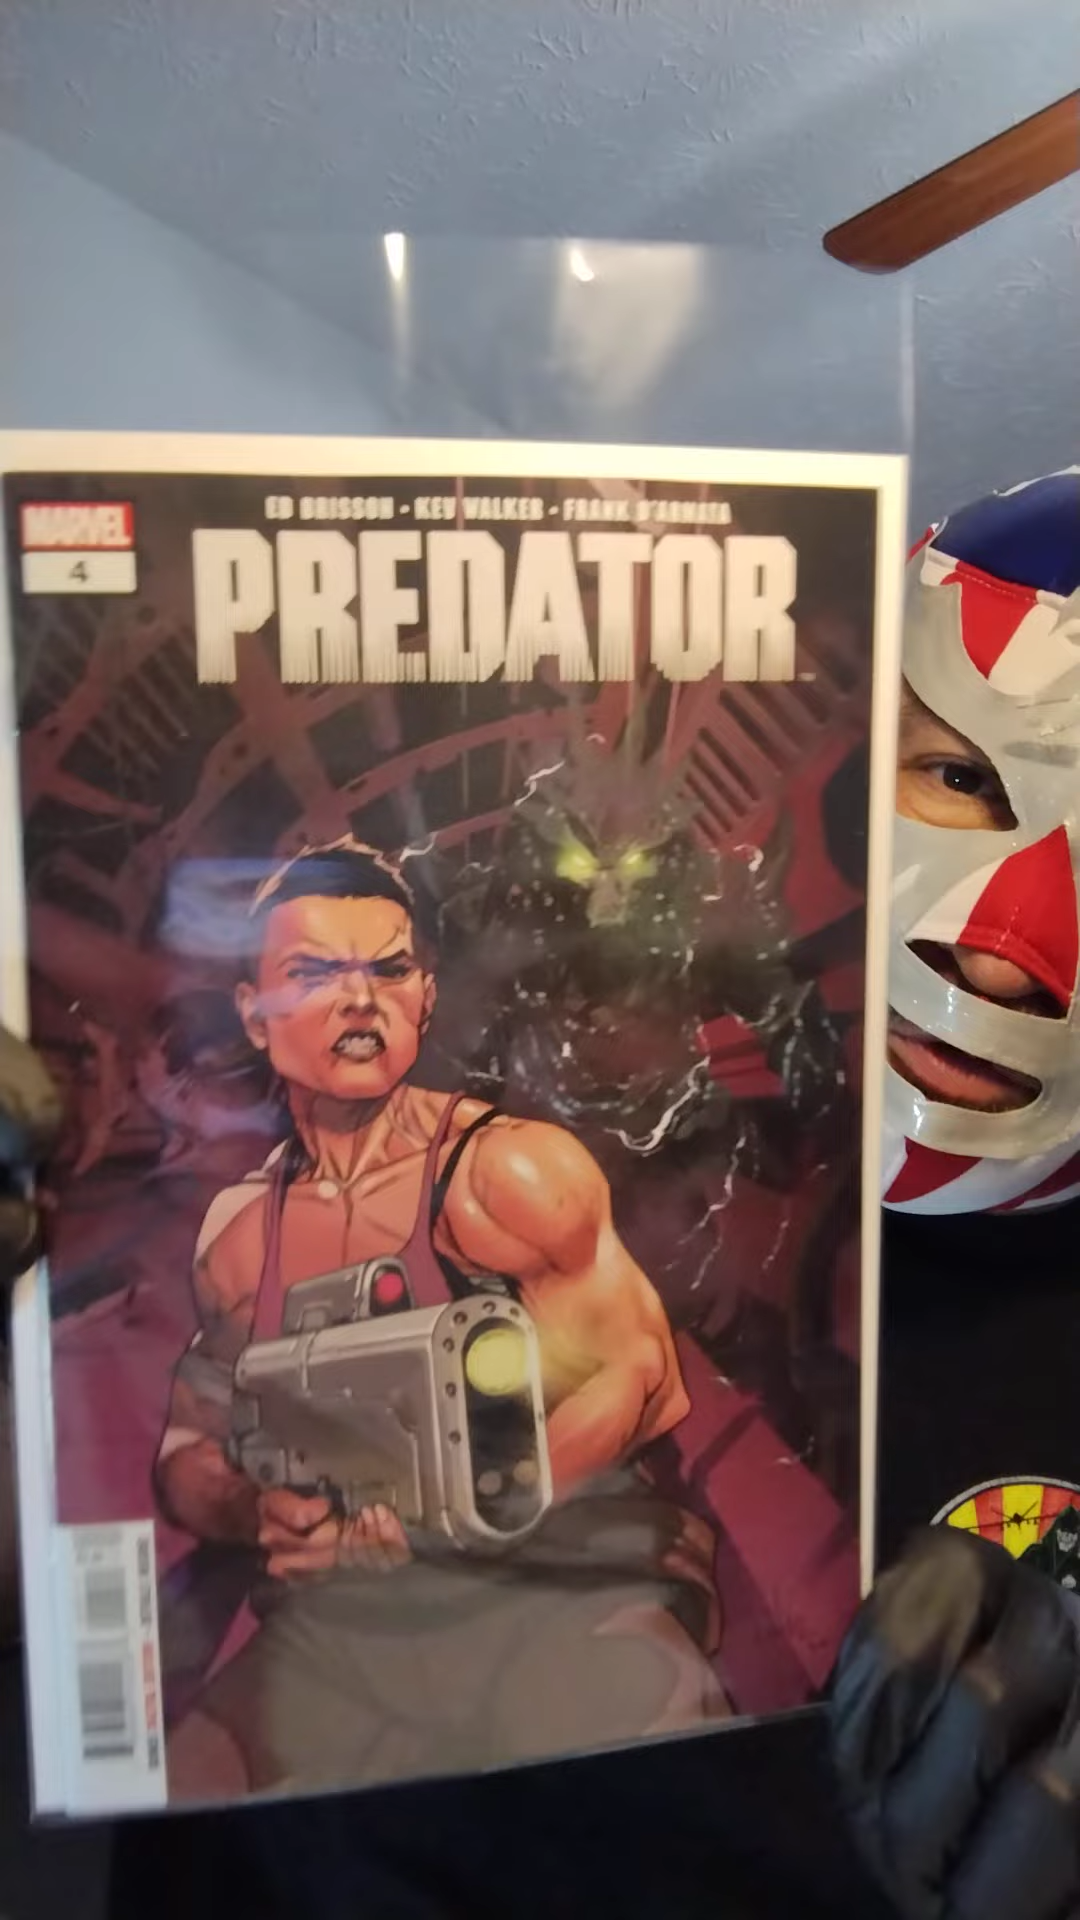 ED BRISSON • KEV WALKER • FRANK D'ARMATA
MARVEL
4
PREDATOR